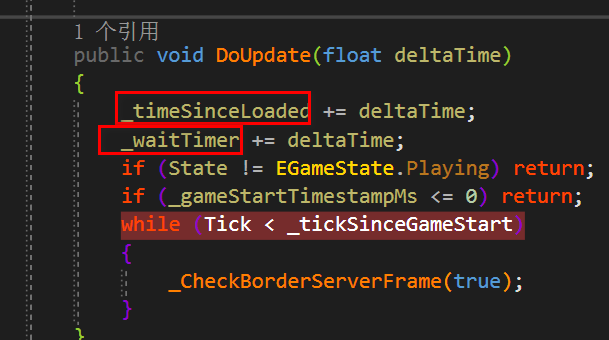 1 个引用
public void DoUpdate(float deltaTime)
{
_timeSinceLoaded += deltaTime;
_waitTimer += deltaTime;
if (State != EGameState.Playing) return;
if (_gameStartTimestampMs <= 0) return;
while (Tick < _tickSinceGameStart)
{
_CheckBorderServerFrame(true);
}
}